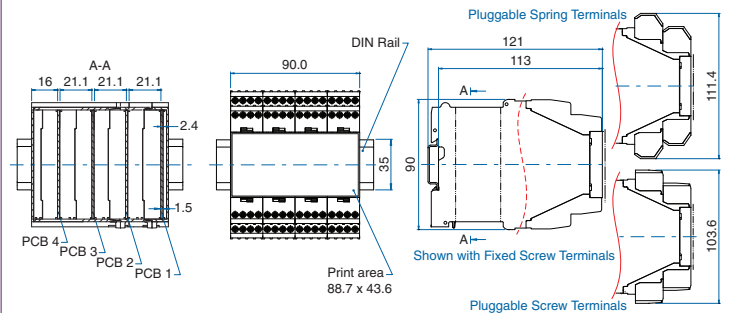 Pluggable Spring Terminals
DIN Rail
121
A-A
90.0
113
16 21.1 21.1 21.1
A
2.4
111.4
35
90
1.5
PCB 4
PCB 3
PCB 2
PCB 1
A
Shown with Fixed Screw Terminals
103.6
Print area
88.7 x 43.6
Pluggable Screw Terminals